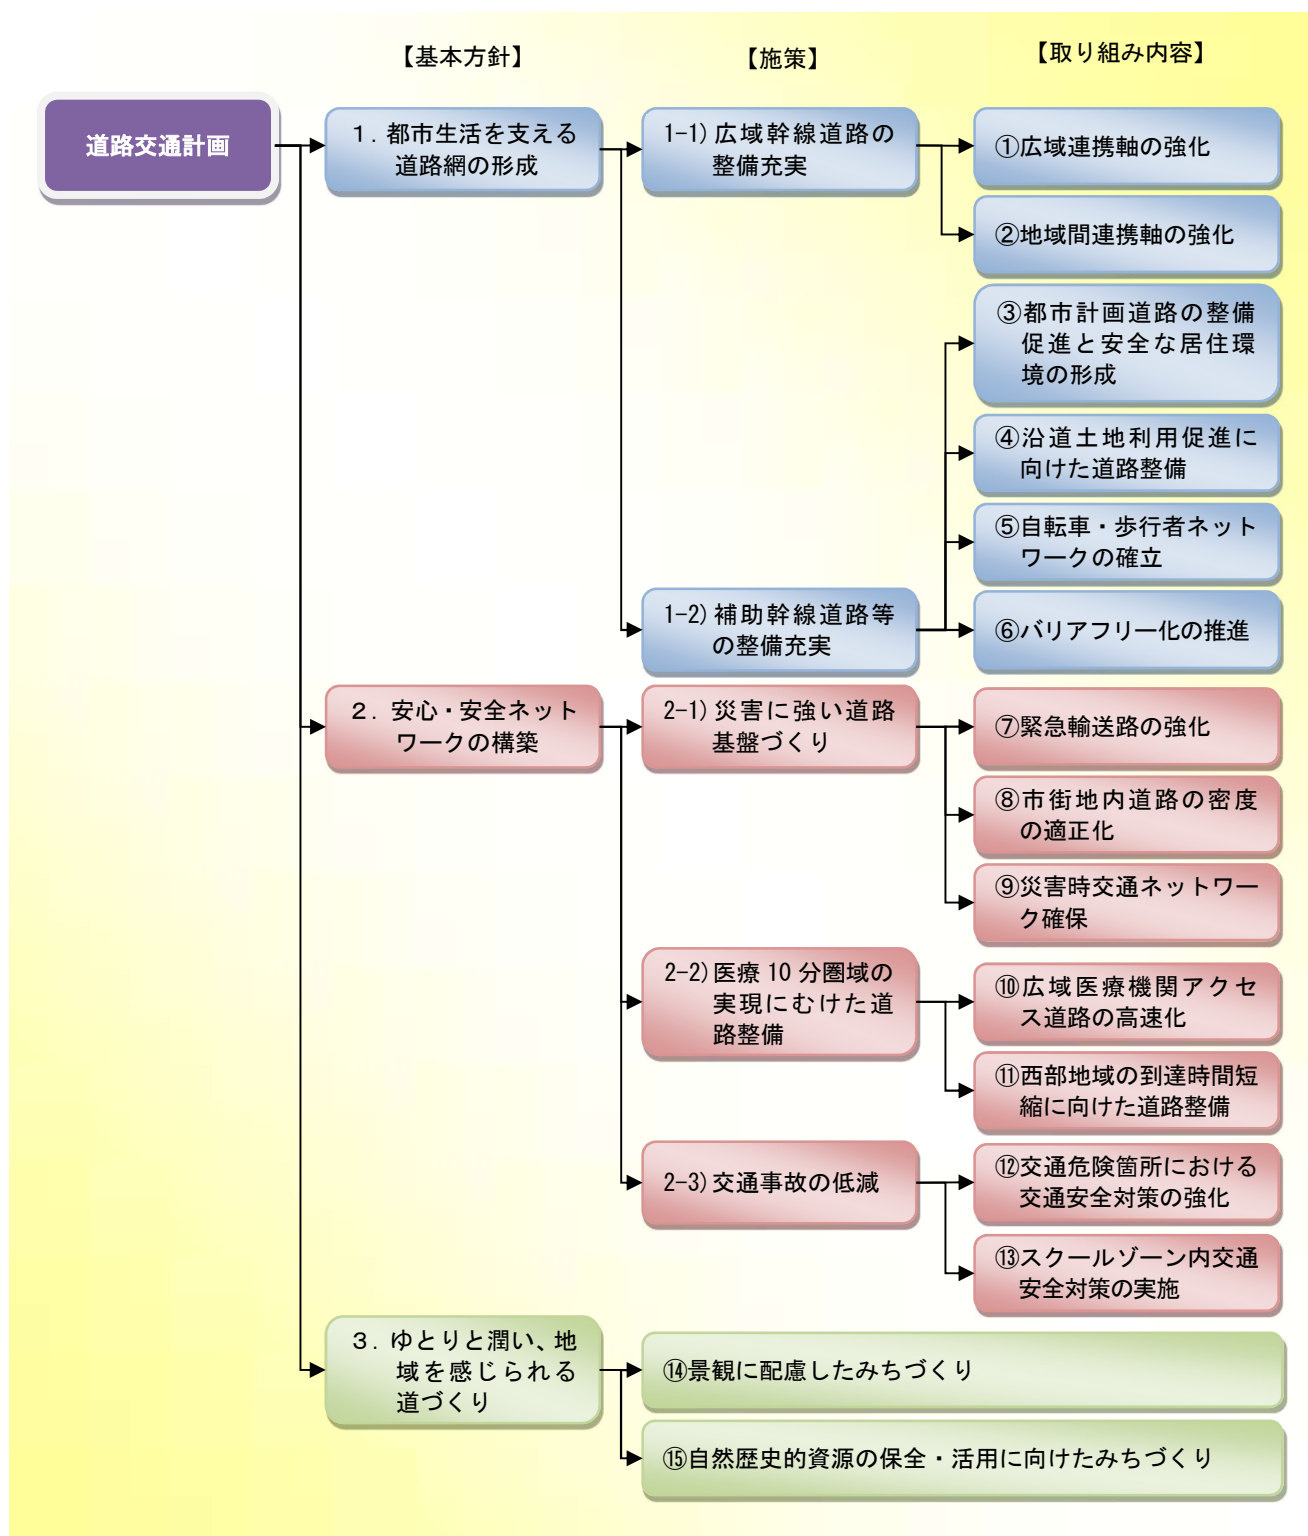 【基本方針】
【施策】
【取り組み内容】
道路交通計画
1．都市生活を支える
道路網の形成
1-1)広域幹線道路の
整備充実
①広域連携軸の強化
②地域間連携軸の強化
③都市計画道路の整備
促進と安全な居住環
境の形成
④沿道土地利用促進に
向けた道路整備
⑤自転車・歩行者ネット
ワークの確立
1-2)補助幹線道路等
の整備充実
⑥バリアフリー化の推進
2．安心・安全ネット
ワークの構築
2-1)災害に強い道路
基盤づくり
⑦緊急輸送路の強化
⑧市街地内道路の密度
の適正化
⑨災害時交通ネットワー
ク確保
2-2)医療 10 分圏域の
実現にむけた道
路整備
⑩広域医療機関アクセ
ス道路の高速化
⑪西部地域の到達時間短
縮に向けた道路整備
2-3)交通事故の低減
⑫交通危険箇所における
交通安全対策の強化
⑬スクールゾーン内交通
安全対策の実施
3．ゆとりと潤い、地
域を感じられる
道づくり
⑭景観に配慮したみちづくり
⑮自然歴史的資源の保全・活用に向けたみちづくり